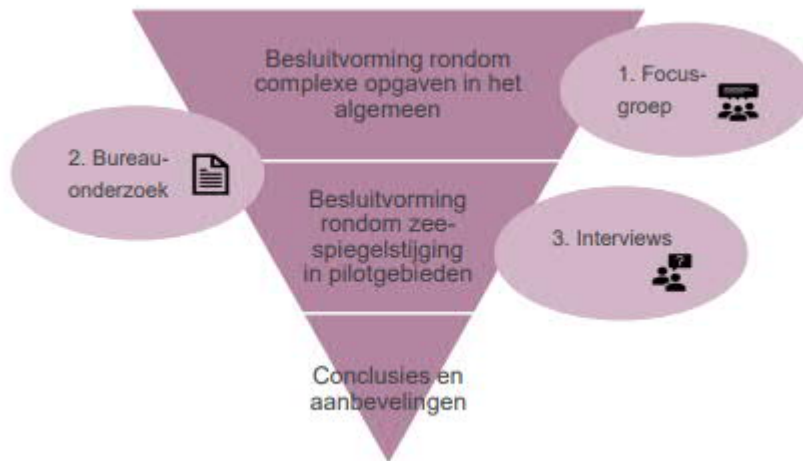 Besluitvorming rondom
complexe opgaven in het
algemeen
1. Focus-
groep
2. Bureau-
onderzoek
Besluitvorming
rondom zee-
spiegelstijging
in pilotgebieden
3. Interviews
?
Conclusies en
aanbevelingen